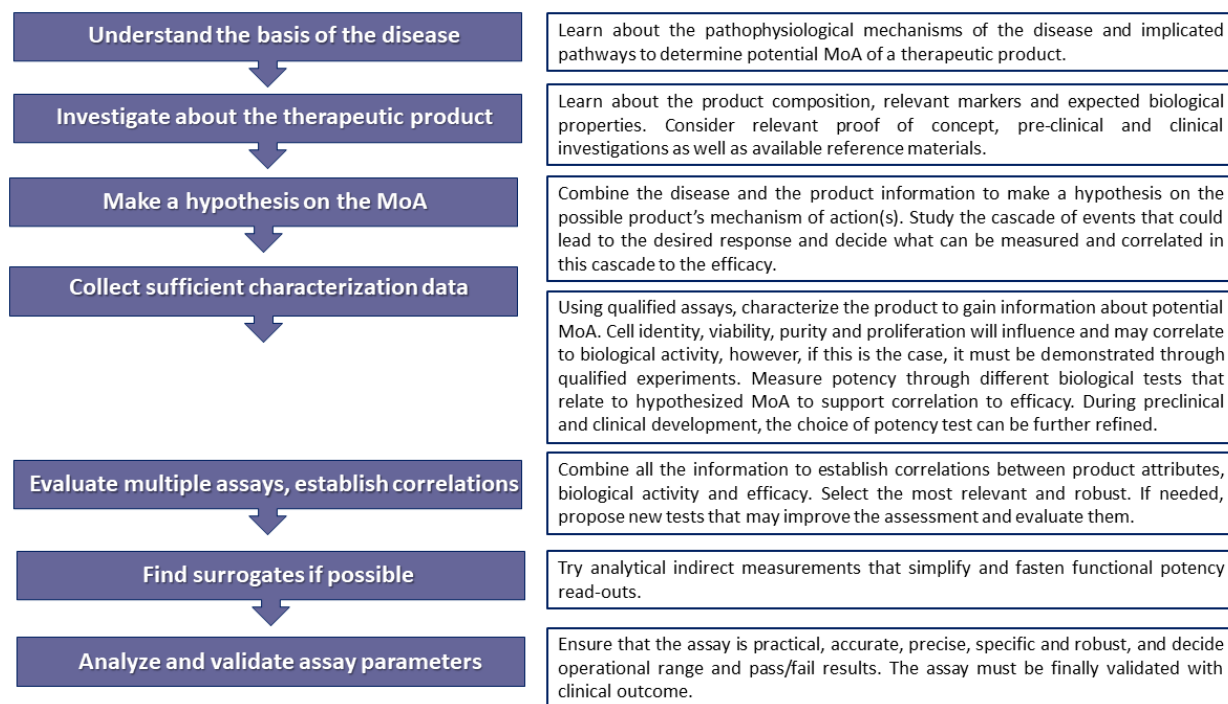 Understand the basis of the disease
Learn about the pathophysiological mechanisms of the disease and implicated
pathways to determine potential MoA of a therapeutic product.
Investigate about the therapeutic product
Learn about the product composition, relevant markers and expected biological
properties. Consider relevant proof of concept, pre-clinical and clinical
investigations as well as available reference materials.
Make a hypothesis on the MoA
Combine the disease and the product information to make a hypothesis on the
possible product's mechanism of action(s). Study the cascade of events that could
lead to the desired response and decide what can be measured and correlated in
this cascade to the efficacy.
Collect sufficient characterization data
Using qualified assays, characterize the product to gain information about potential
MoA. Cell identity, viability, purity and proliferation will influence and may correlate
to biological activity, however, if this is the case, it must be demonstrated through
qualified experiments. Measure potency through different biological tests that
relate to hypothesized MoA to support correlation to efficacy. During preclinical
and clinical development, the choice of potency test can be further refined.
Evaluate multiple assays, establish correlations
Combine all the information to establish correlations between product attributes,
biological activity and efficacy. Select the most relevant and robust. If needed,
propose new tests that may improve the assessment and evaluate them.
Find surrogates if possible
Try analytical indirect measurements that simplify and fasten functional potency
read-outs.
Analyze and validate assay parameters
Ensure that the assay is practical, accurate, precise, specific and robust, and decide
operational range and pass/fail results. The assay must be finally validated with
clinical outcome.